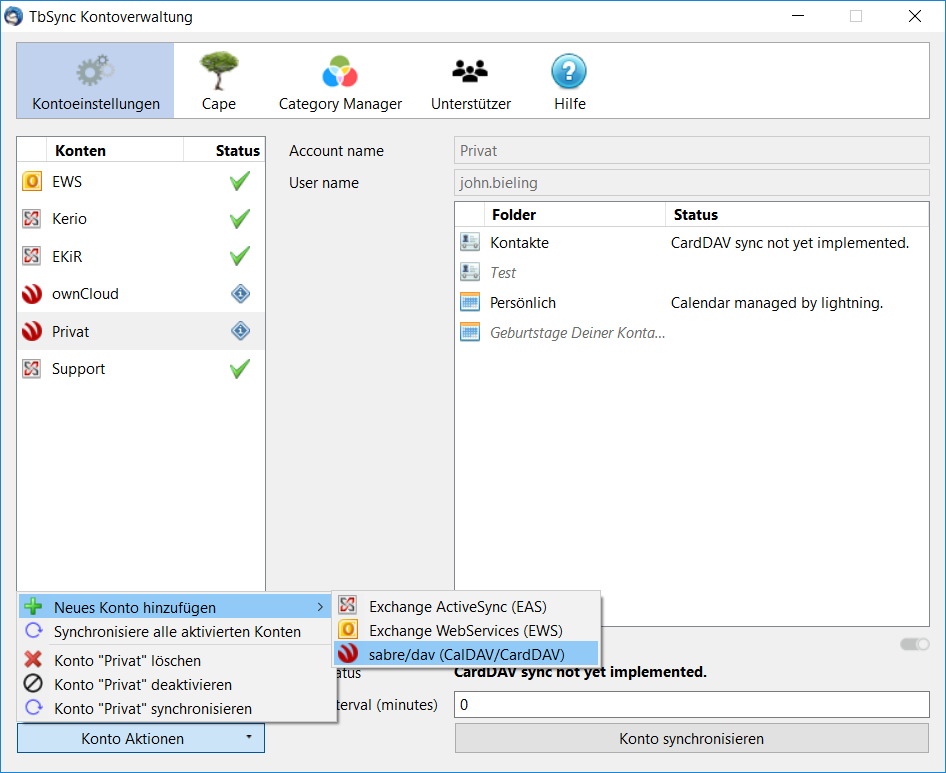 TbSync Kontoverwaltung
Kontoeinstellungen
Cape
Category Manager
Unterstützer
Hilfe
Konten Status
EWS
Kerio
EKiR
ownCloud
Privat
Support
Account name Privat
User name john.bieling
Folder Status
Kontakte CardDAV sync not yet implemented.
Test
Persönlich Calendar managed by lightning.
Geburtstage Deiner Konta...
Neues Konto hinzufügen
Synchronisiere alle aktivierten Konten
Konto "Privat" löschen
Konto "Privat" deaktivieren
Konto "Privat" synchronisieren
Exchange ActiveSync (EAS)
Exchange WebServices (EWS)
sabre/dav (CalDAV/CardDAV)
CardDAV sync not yet implemented.
(minutes) 0
Konto Aktionen
Konto synchronisieren